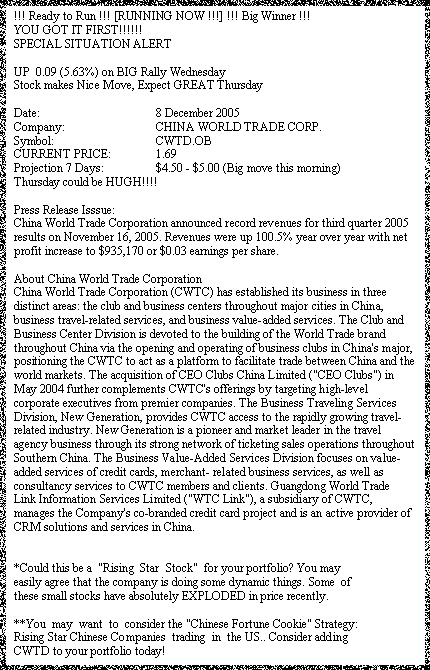 !!! Ready to Run !!! [RUNNING NOW !!!] !!! Big Winner !!!
YOU GOT IT FIRST!!!!!!
SPECIAL SITUATION ALERT
UP 0.09 (5.63%) on BIG Rally Wednesday
Stock makes Nice Move, Expect GREAT Thursday
Date: 8 December 2005
Company: CHINA WORLD TRADE CORP.
Symbol: CWTD.OB
CURRENT PRICE: 1.69
Projection 7 Days: $4.50 - $5.00 (Big move this morning)
Thursday could be HUGH!!!!
Press Release Isssue:
China World Trade Corporation announced record revenues for third quarter 2005
results on November 16, 2005. Revenues were up 100.5% year over year with net
profit increase to $935,170 or $0.03 earnings per share.
About China World Trade Corporation
China World Trade Corporation (CWTC) has established its business in three
distinct areas: the club and business centers throughout major cities in China,
business travel-related services, and business value-added services. The Club and
Business Center Division is devoted to the building of the World Trade brand
throughout China via the opening and operating of business clubs in China's major,
positioning the CWTC to act as a platform to facilitate trade between China and the
world markets. The acquisition of CEO Clubs China Limited ("CEO Clubs") in
May 2004 further complements CWTC's offerings by targeting high-level
corporate executives from premier companies. The Business Traveling Services
Division, New Generation, provides CWTC access to the rapidly growing travel-
related industry. New Generation is a pioneer and market leader in the travel
agency business through its strong network of ticketing sales operations throughout
Southern China. The Business Value-Added Services Division focuses on value-
added services of credit cards, merchant- related business services, as well as
consultancy services to CWTC members and clients. Guangdong World Trade
Link Information Services Limited ("WTC Link"), a subsidiary of CWTC,
manages the Company's co-branded credit card project and is an active provider of
CRM solutions and services in China.
*Could this be a "Rising Star Stock" for your portfolio? You may
easily agree that the company is doing some dynamic things. Some of
these small stocks have absolutely EXPLODED in price recently.
**You may want to consider the "Chinese Fortune Cookie" Strategy:
Rising Star Chinese Companies trading in the US.. Consider adding
CWTD to your portfolio today!